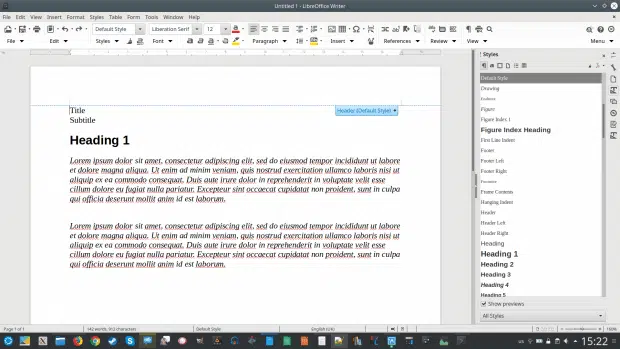 Untitled 1 - LibreOffice Writer
File Edit View Insert Format Styles Table Form Tools Window Help
Default Style Liberation Serif 12
File Edit Styles Font Paragraph Insert References Review View Menu
Styles
Title
Subtitle
Header (Default Style)
Heading 1
Lorem ipsum dolor sit amet, consectetur adipiscing elit, sed do eiusmod tempor incididunt ut labore
et dolore magna aliqua. Ut enim ad minim veniam, quis nostrud exercitation ullamco laboris nisi ut
aliquip ex ea commodo consequat. Duis aute irure dolor in reprehenderit in voluptate velit esse
cillum dolore eu fugiat nulla pariatur. Excepteur sint occaecat cupidatat non proident, sunt in culpa
qui officia deserunt mollit anim id est laborum.
Lorem ipsum dolor sit amet, consectetur adipiscing elit, sed do eiusmod tempor incididunt ut labore
et dolore magna aliqua. Ut enim ad minim veniam, quis nostrud exercitation ullamco laboris nisi ut
aliquip ex ea commodo consequat. Duis aute irure dolor in reprehenderit in voluptate velit esse
cillum dolore eu fugiat nulla pariatur. Excepteur sint occaecat cupidatat non proident, sunt in culpa
qui officia deserunt mollit anim id est laborum.
Default Style
Drawing
Figure
Figure Index 1
Figure Index Heading
First Line Indent
Footer
Footer Left
Footer Right
Frame Contents
Hanging Indent
Header
Header Left
Header Right
Heading
Heading 1
Heading 2
Heading 3
Heading 4
Heading 5
Show previews
All Styles
Page 1 of 1 142 words, 912 characters Default Style English (US)
15:22